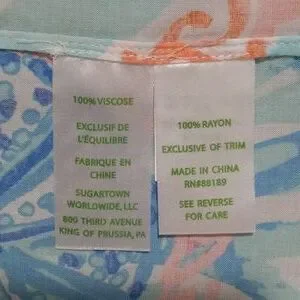 100% VISCOSE
EXCLUSIF DE
L'ÉQUILIBRE
FABRIQUE EN
CHINE
SUGARTOWN
WORLDWIDE, LLC
800 THIRD AVENUE
KING OF PRUSSIA, PA
100% RAYON
EXCLUSIVE OF TRIM
MADE IN CHINA
RN#88189
SEE REVERSE
FOR CARE